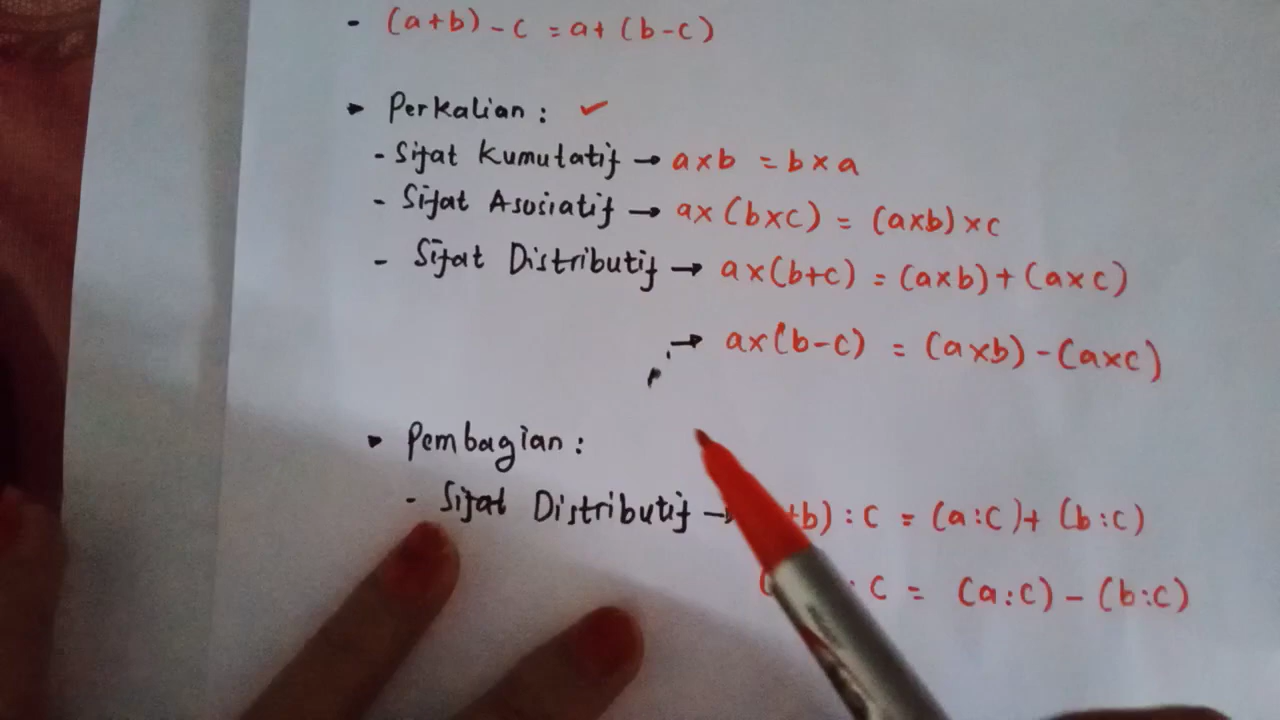 - (a+b) - c = a + (b-c)
▸ Perkalian : ✓
- Sifat Kumutatif → a x b = b x a
- Sifat Asosiatif → a x (b x c) = (a x b) x c
- Sifat Distributif → a x (b+c) = (a x b) + (a x c)
→ a x (b-c) = (a x b) - (a x c)
▸ Pembagian :
- Sifat Distributif → +b) : c = (a : c) + (b : c)
( : c = (a : c) - (b : c)